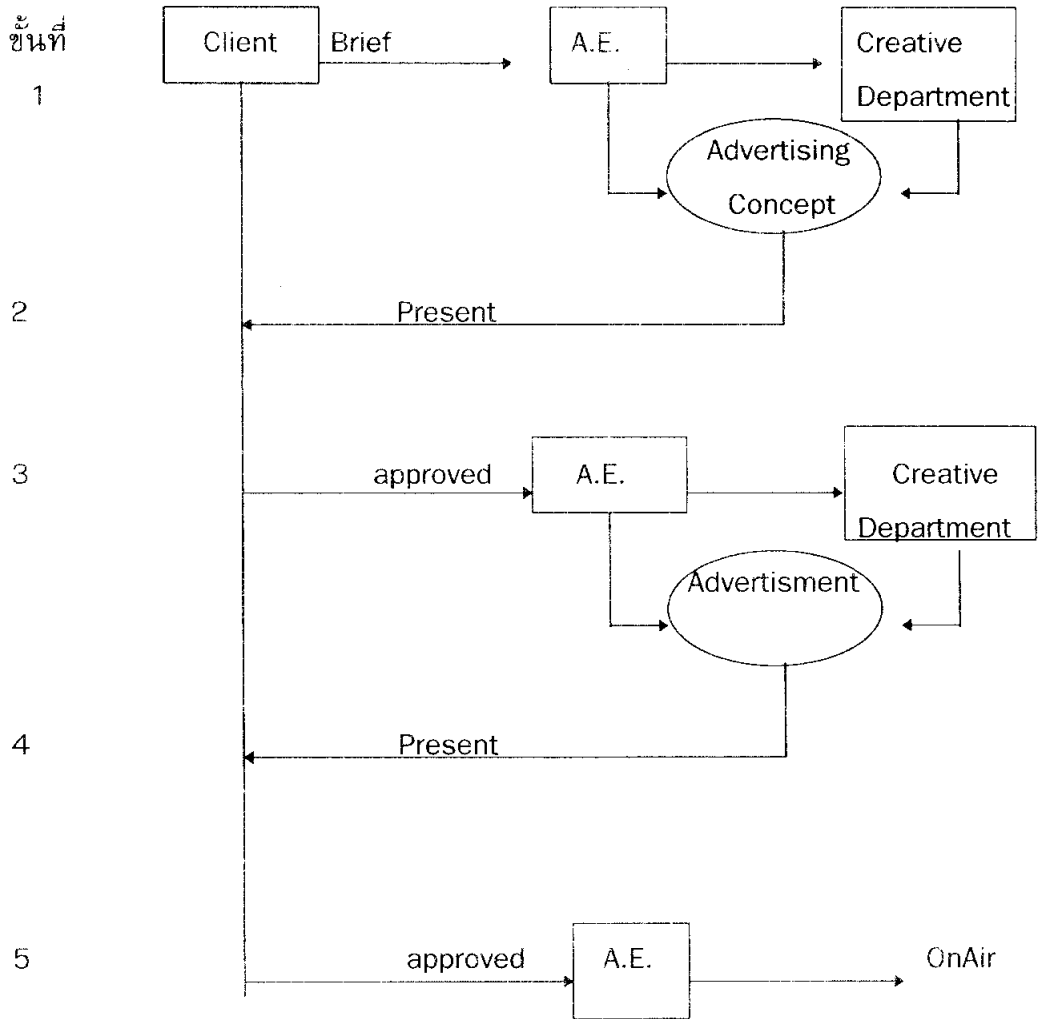 ขั้นที่
Client Brief A.E. Creative
1 Department
Advertising
Concept
2 Present
3 approved A.E. Creative
Department
Advertisment
4 Present
5 approved A.E. OnAir